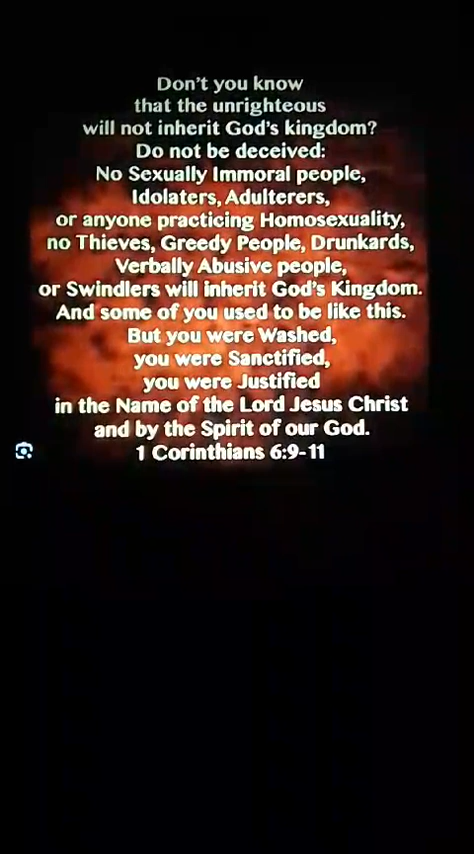 Don't you know
that the unrighteous
will not inherit God's kingdom?
Do not be deceived:
No Sexually Immoral people,
Idolaters, Adulterers,
or anyone practicing Homosexuality,
no Thieves, Greedy People, Drunkards,
Verbally Abusive people,
or Swindlers will inherit God's Kingdom.
And some of you used to be like this.
But you were Washed,
you were Sanctified,
you were Justified
in the Name of the Lord Jesus Christ
and by the Spirit of our God.
1 Corinthians 6:9-11